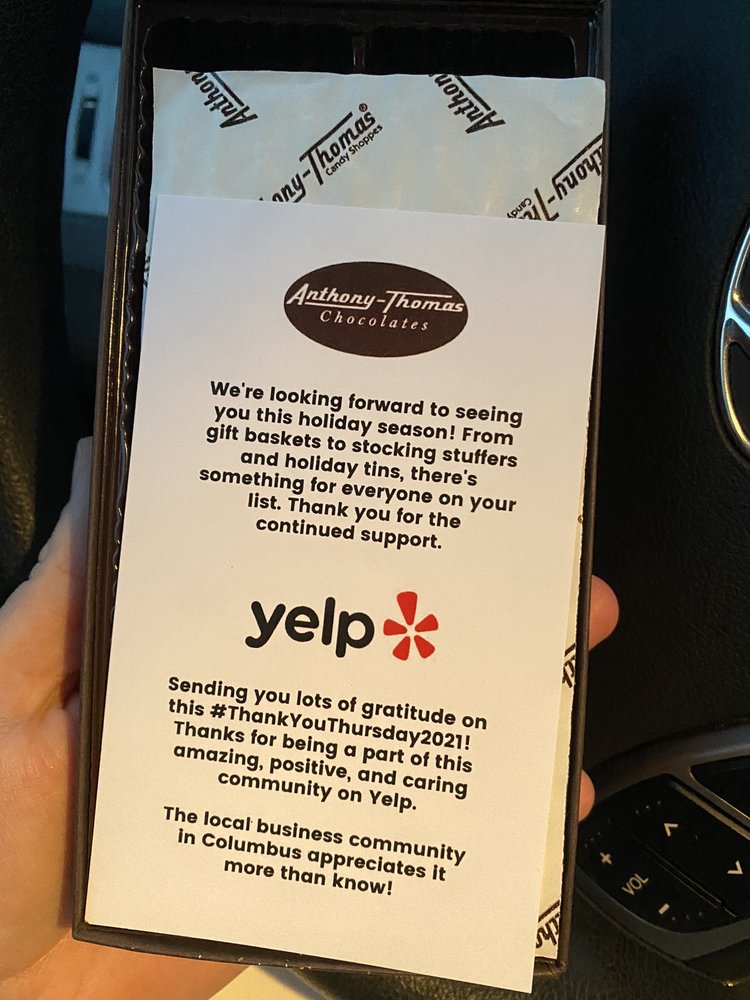 Anthony
Anthony-Thomas®
Candy Shoppes
Anthony-Thomas
Chocolates
We're looking forward to seeing
you this holiday season! From
gift baskets to stocking stuffers
and holiday tins, there's
something for everyone on your
list. Thank you for the
continued support.
yelp
Sending you lots of gratitude on
this #ThankYouThursday2021!
Thanks for being a part of this
amazing, positive, and caring
community on Yelp.
The local business community
in Columbus appreciates it
more than know!
+
VOL
-